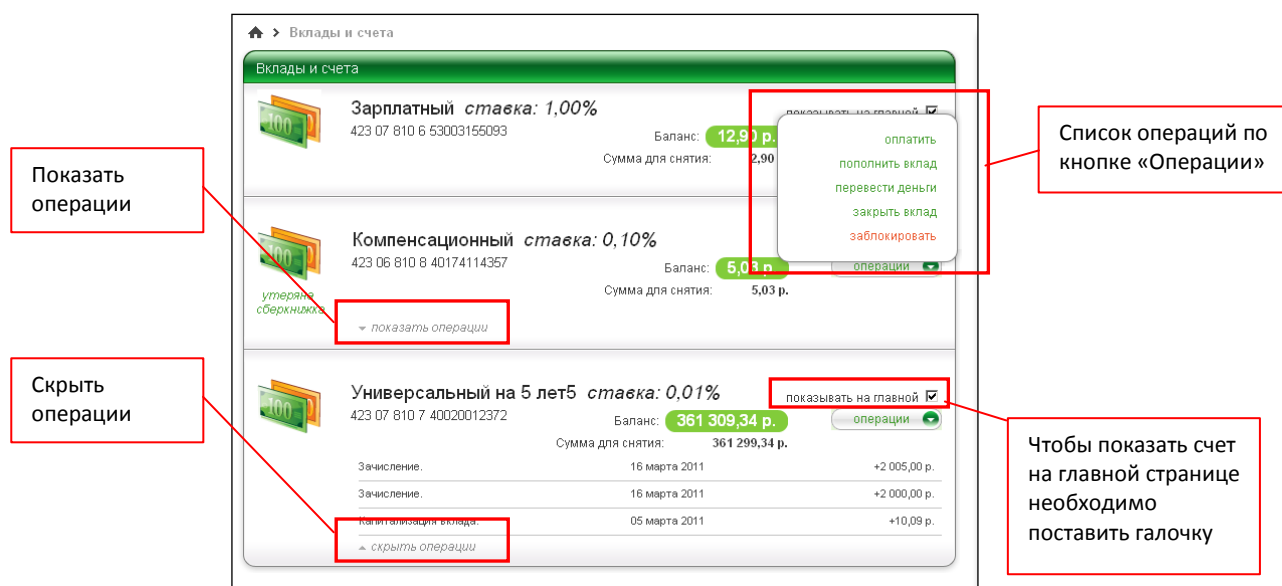 Вклады и счета
Вклады и счета
Зарплатный ставка: 1,00%
показывать на главной
423 07 810 6 53003155093
Баланс: 12,90 р.
Сумма для снятия: 2,90
оплатить
пополнить вклад
перевести деньги
закрыть вклад
заблокировать
Список операций по
кнопке «Операции»
Показать
операции
Компенсационный ставка: 0,10%
423 06 810 8 40174114357
Баланс: 5,03 р.
операции
Сумма для снятия: 5,03 р.
утеряна
сберкнижка
показать операции
Скрыть
операции
Универсальный на 5 лет5 ставка: 0,01%
показывать на главной
423 07 810 7 40020012372
Баланс: 361 309,34 р.
операции
Сумма для снятия: 361 299,34 р.
Зачисление. 16 марта 2011 +2 005,00 р.
Зачисление. 16 марта 2011 +2 000,00 р.
Капитализация вклада. 05 марта 2011 +10,09 р.
скрыть операции
Чтобы показать счет
на главной странице
необходимо
поставить галочку